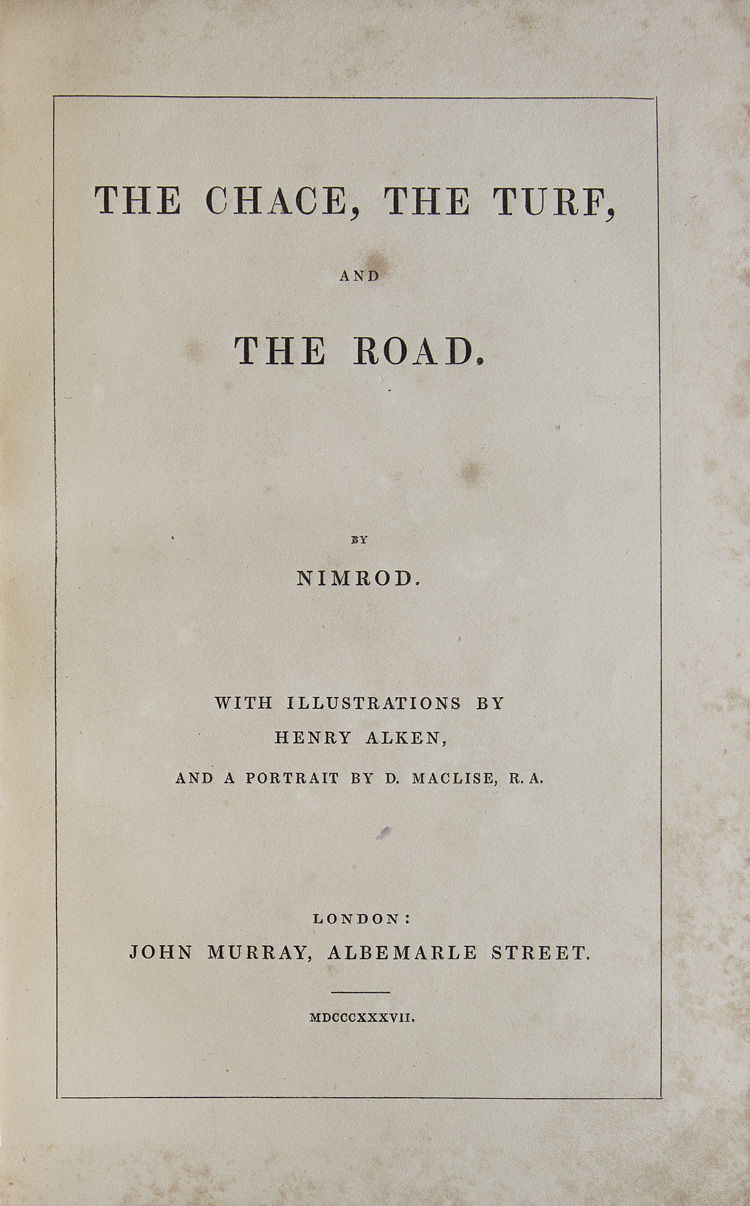 THE CHACE, THE TURF,
AND
THE ROAD.
BY
NIMROD.
WITH ILLUSTRATIONS BY
HENRY ALKEN,
AND A PORTRAIT BY D. MACLISE, R. A.
LONDON:
JOHN MURRAY, ALBEMARLE STREET.
MDCCCXXXVII.